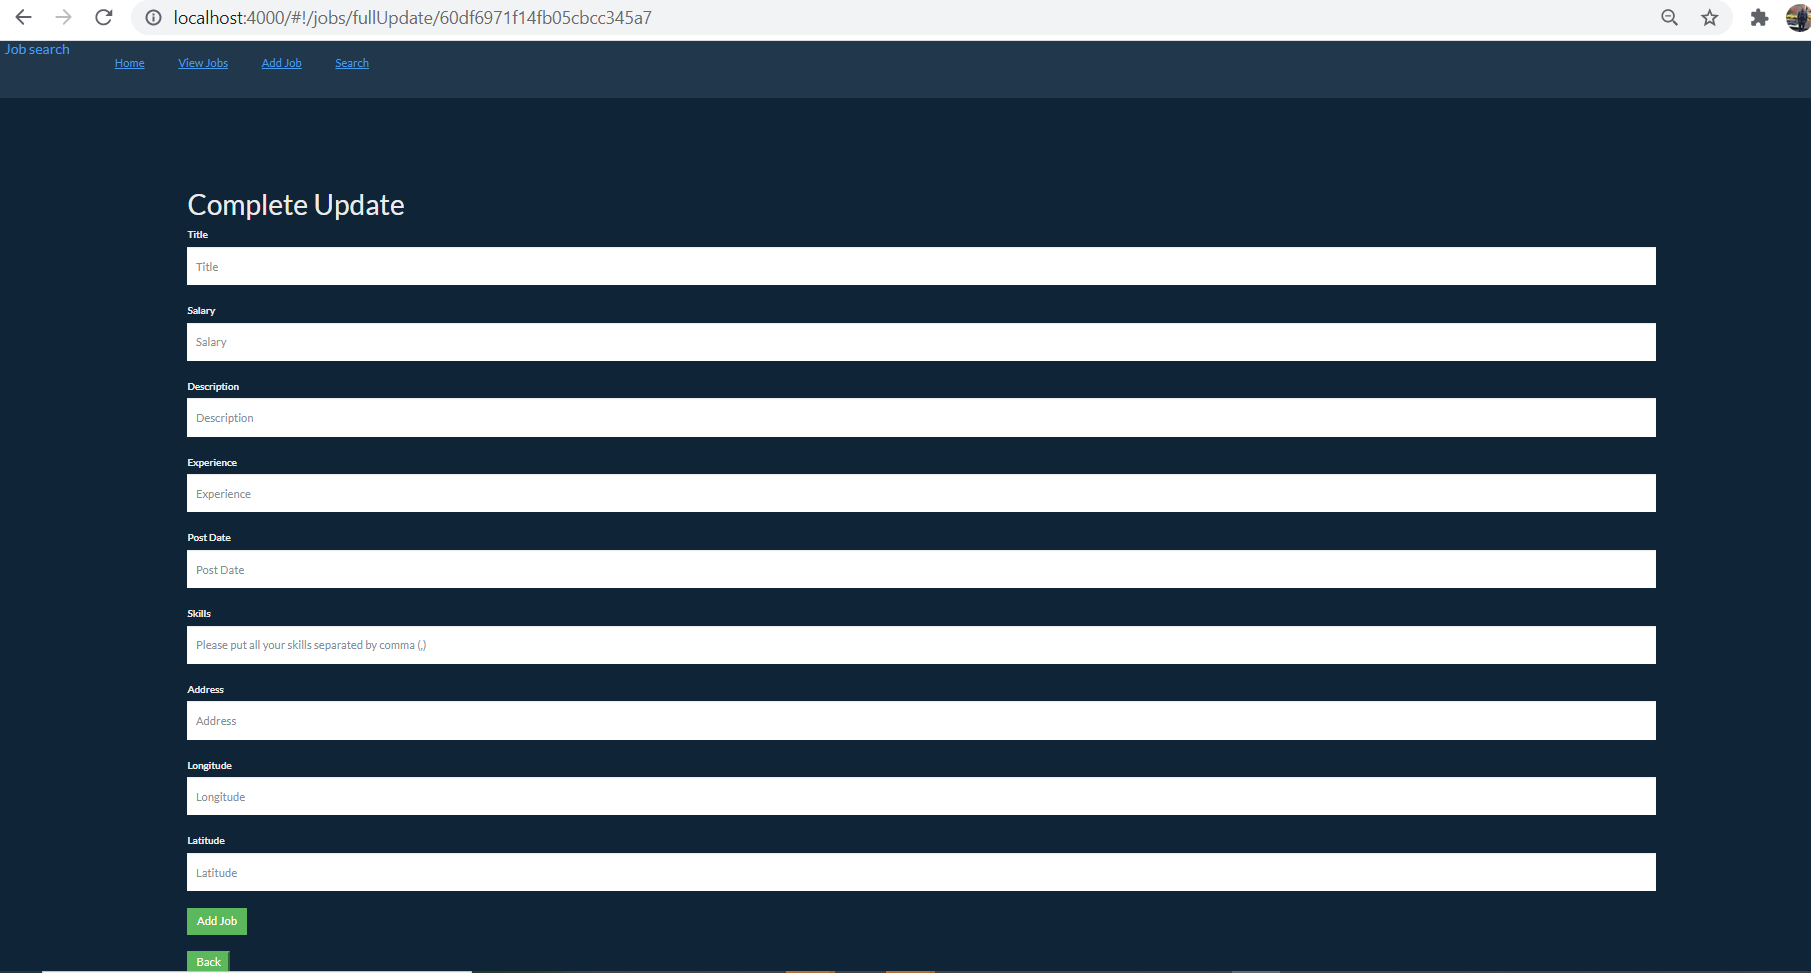 localhost:4000/#!/jobs/fullUpdate/60df6971f14fb05cbcc345a7
Job search
Home View Jobs Add Job Search
Complete Update
Title
Title
Salary
Salary
Description
Description
Experience
Experience
Post Date
Post Date
Skills
Please put all your skills separated by comma (,)
Address
Address
Longitude
Longitude
Latitude
Latitude
Add Job
Back